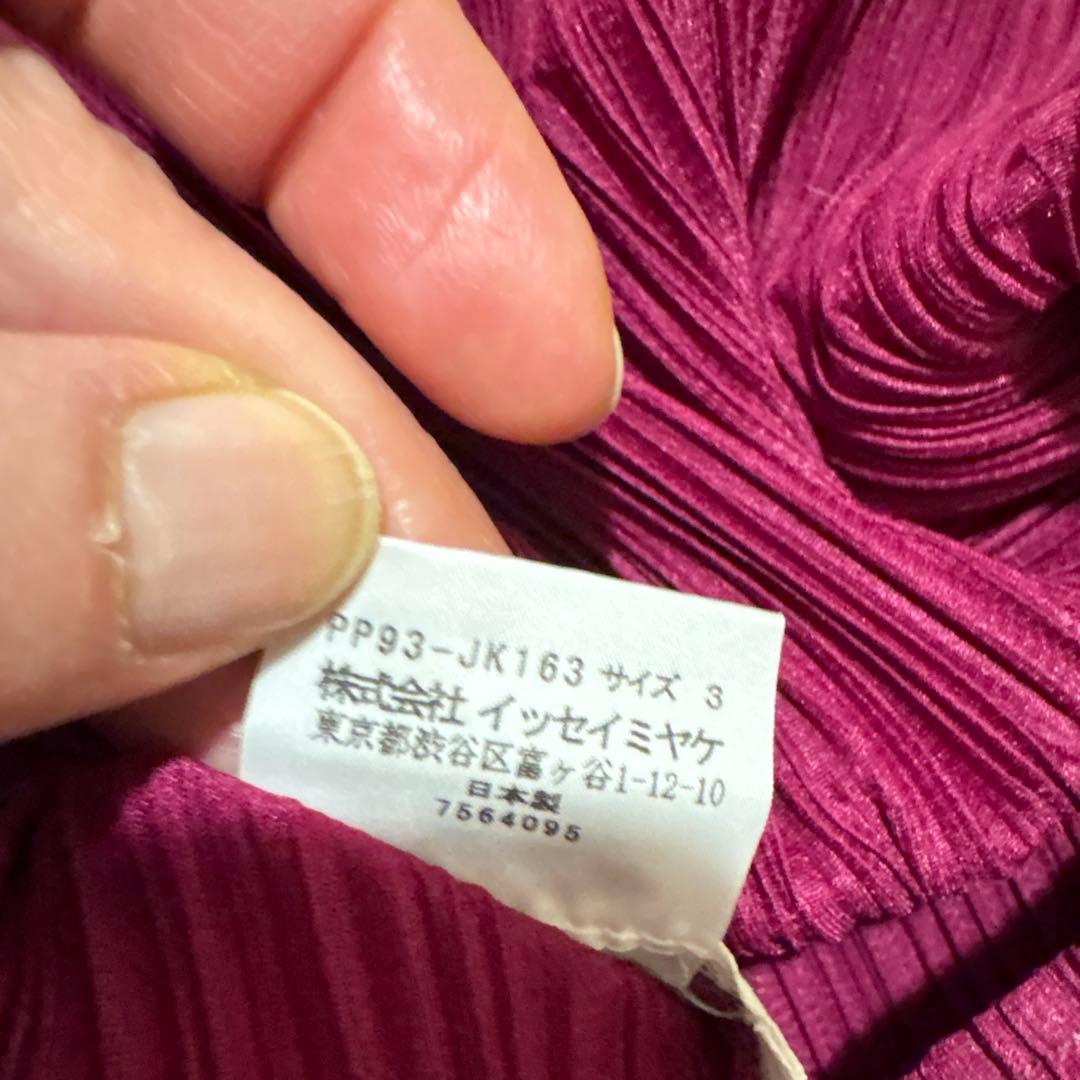 PP93-JK163 サイズ 3
株式会社 イッセイミヤケ
東京都渋谷区富ヶ谷1-12-10
日本製
7564095